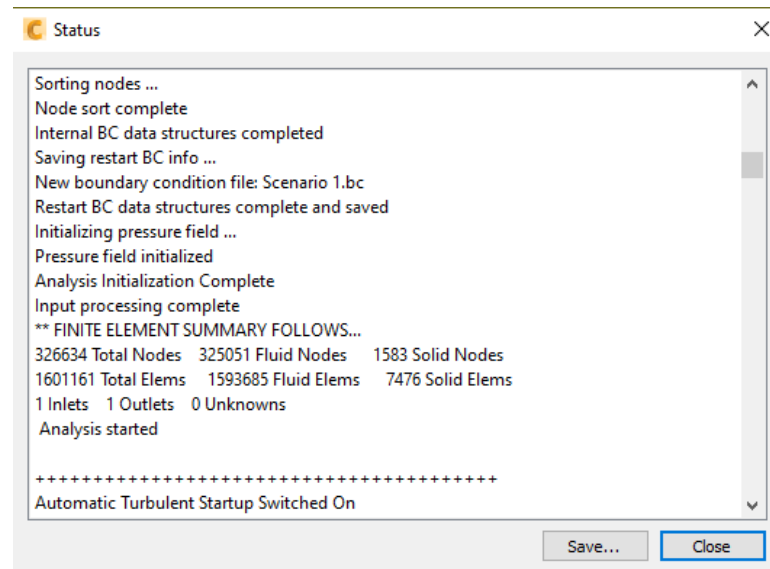 Status
Sorting nodes ...
Node sort complete
Internal BC data structures completed
Saving restart BC info ...
New boundary condition file: Scenario 1.bc
Restart BC data structures complete and saved
Initializing pressure field ...
Pressure field initialized
Analysis Initialization Complete
Input processing complete
** FINITE ELEMENT SUMMARY FOLLOWS...
326634 Total Nodes 325051 Fluid Nodes 1583 Solid Nodes
1601161 Total Elems 1593685 Fluid Elems 7476 Solid Elems
1 Inlets 1 Outlets 0 Unknowns
Analysis started
++++++++++++++++++++++++++++++++++++++++
Automatic Turbulent Startup Switched On
Save... Close